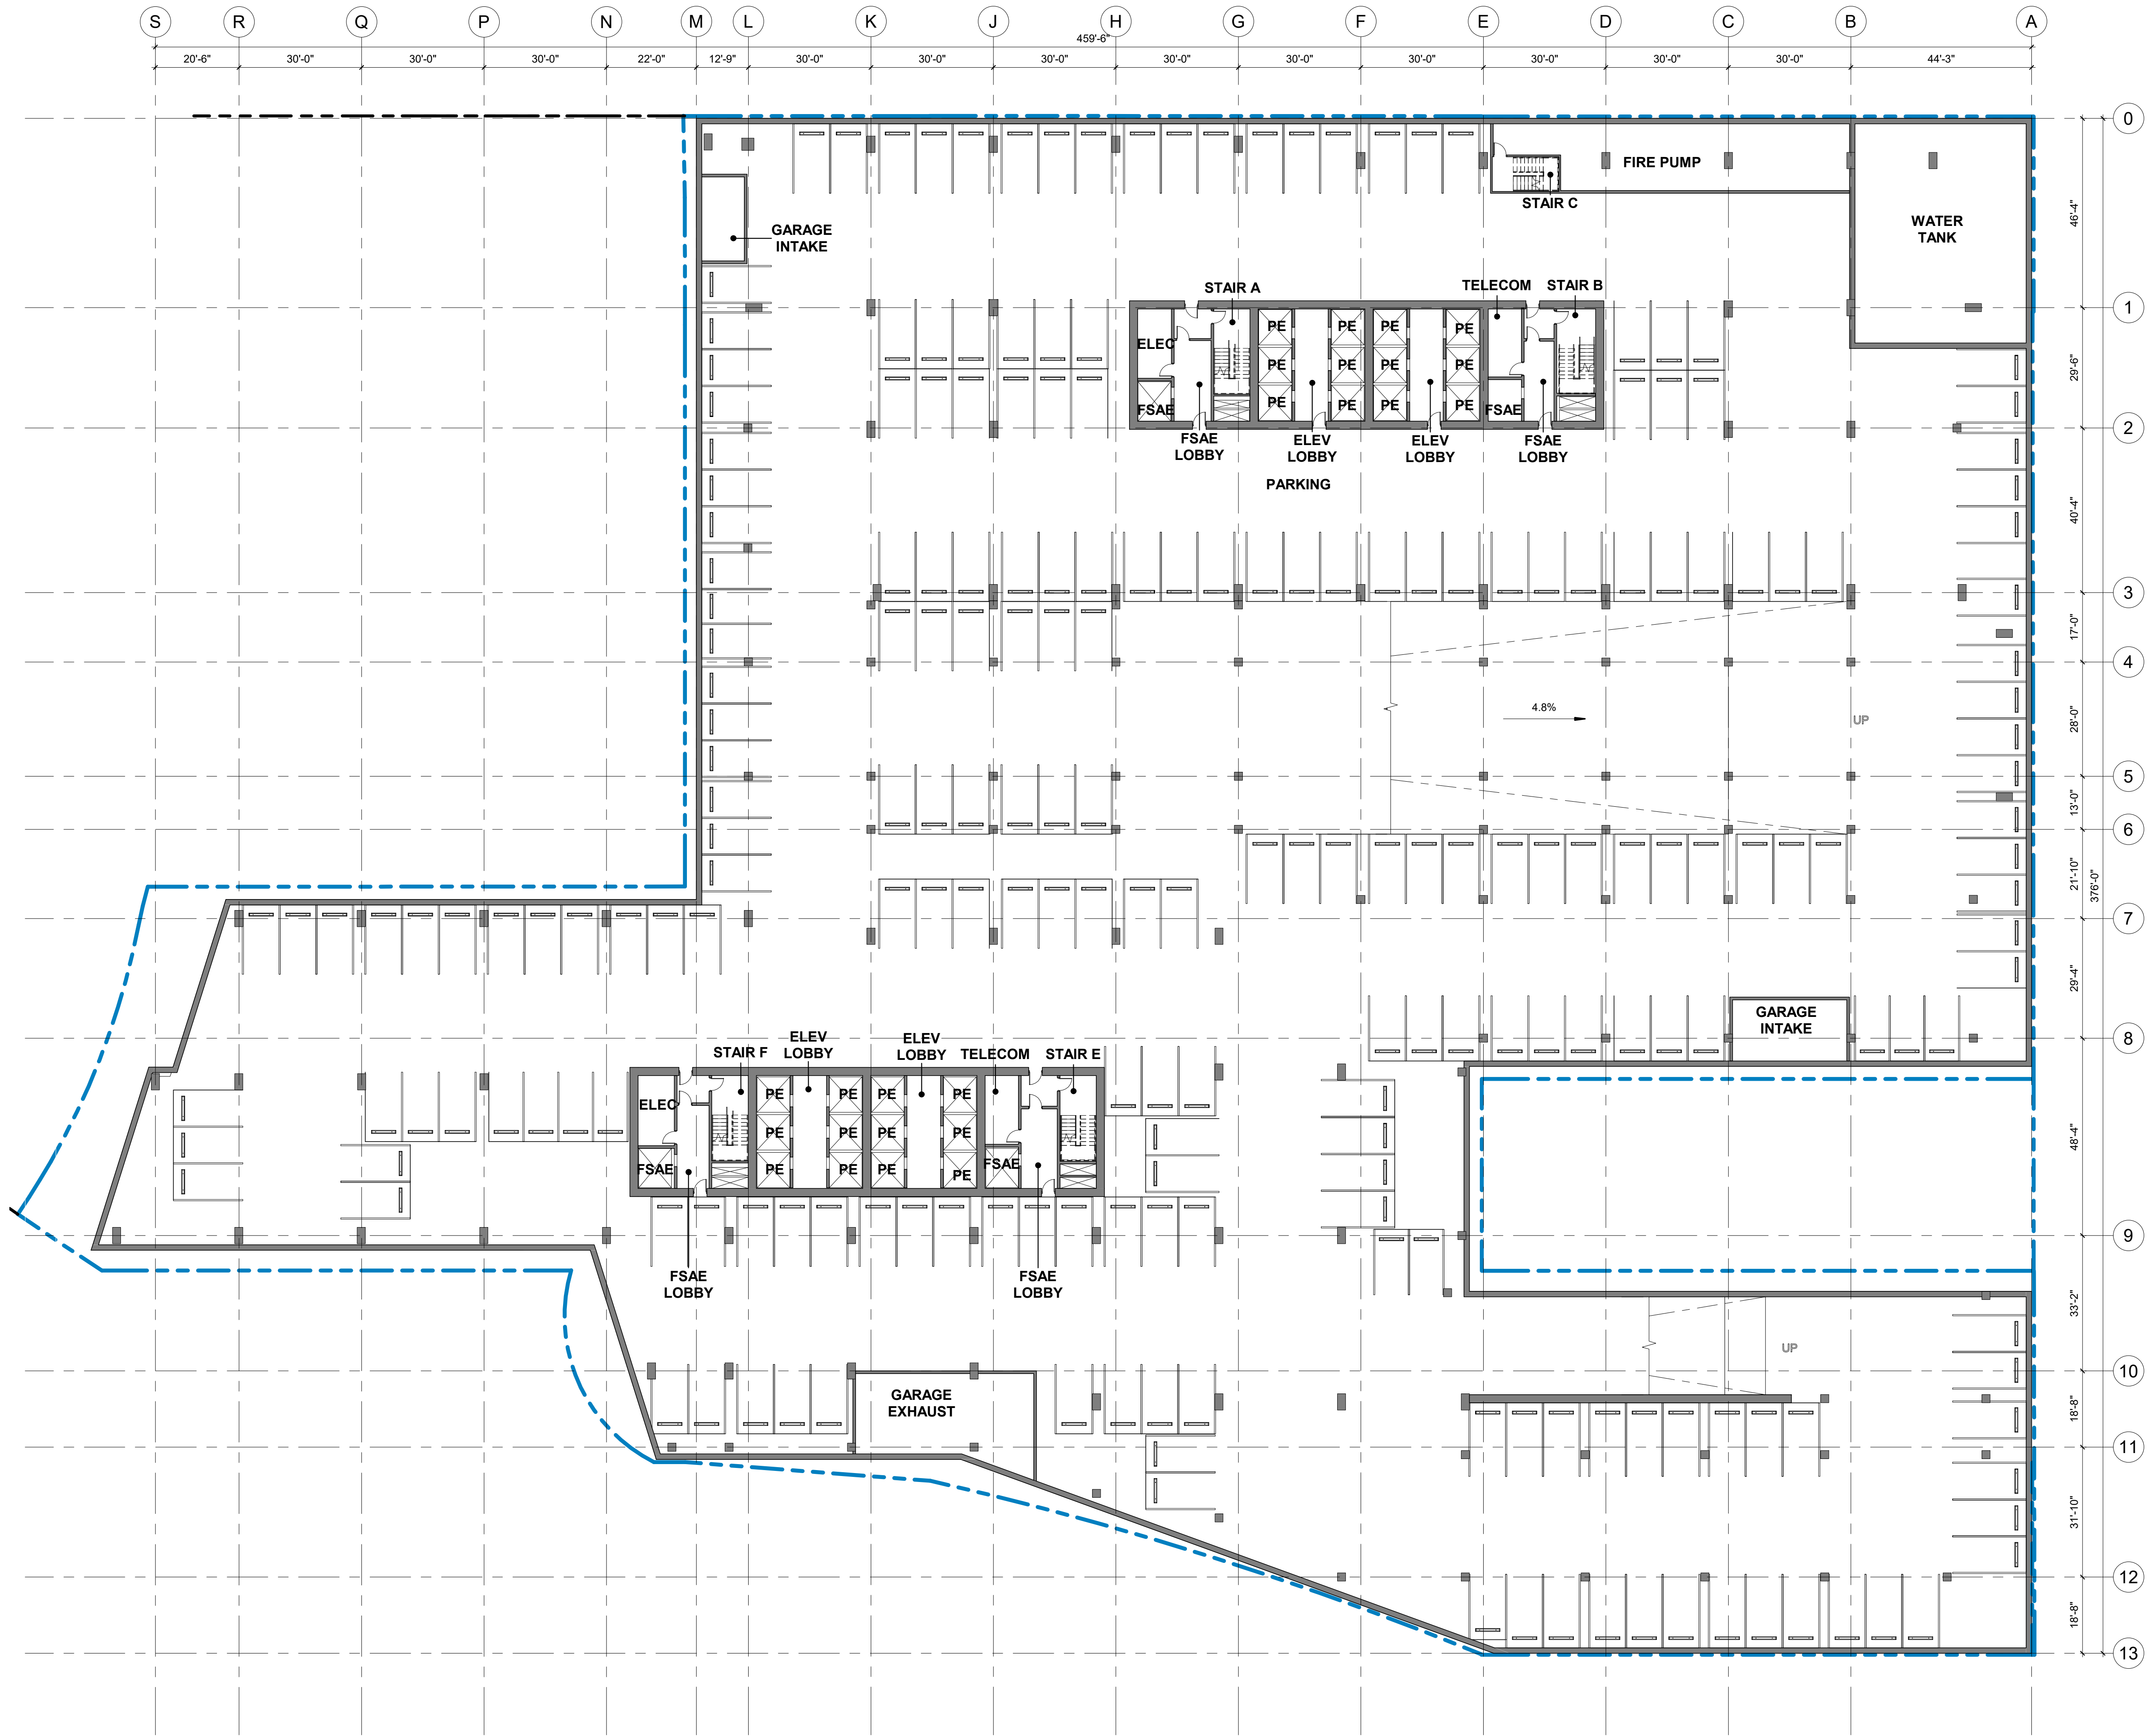 S R Q P N M L K J H G F E D C B A
459'-6"
20'-6" 30'-0" 30'-0" 30'-0" 22'-0" 12'-9" 30'-0" 30'-0" 30'-0" 30'-0" 30'-0" 30'-0" 30'-0" 30'-0" 30'-0" 44'-3"
0
FIRE PUMP
STAIR C
46'-4"
WATER
TANK
GARAGE
INTAKE
STAIR A
TELECOM
STAIR B
1
PE PE PE PE
ELEC
PE PE PE PE
29'-6"
FSAE
PE PE PE PE
FSAE
2
FSAE
LOBBY
ELEV
LOBBY
ELEV
LOBBY
FSAE
LOBBY
PARKING
40'-4"
3
17'-0"
4
4.8%
UP
28'-0"
5
13'-0"
6
21'-10"
376'-0"
7
29'-4"
GARAGE
INTAKE
8
STAIR F
ELEV
LOBBY
ELEV
LOBBY
TELECOM
STAIR E
PE PE PE PE
ELEC
PE PE PE PE
48'-4"
FSAE
PE PE PE PE
FSAE
9
FSAE
LOBBY
FSAE
LOBBY
33'-2"
UP
10
GARAGE
EXHAUST
18'-8"
11
31'-10"
12
18'-8"
13